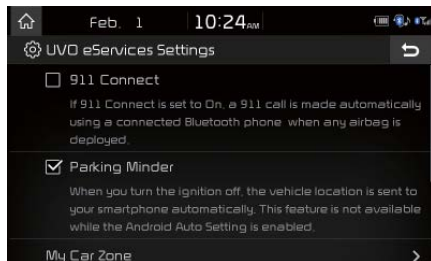 Feb. 1 10:24AM
UVO eServices Settings
911 Connect
If 911 Connect is set to On, a 911 call is made automatically
using a connected Bluetooth phone when any airbag is
deployed.
Parking Minder
When you turn the ignition off, the vehicle location is sent to
your smartphone automatically. This feature is not available
while the Android Auto Setting is enabled.
My Car Zone